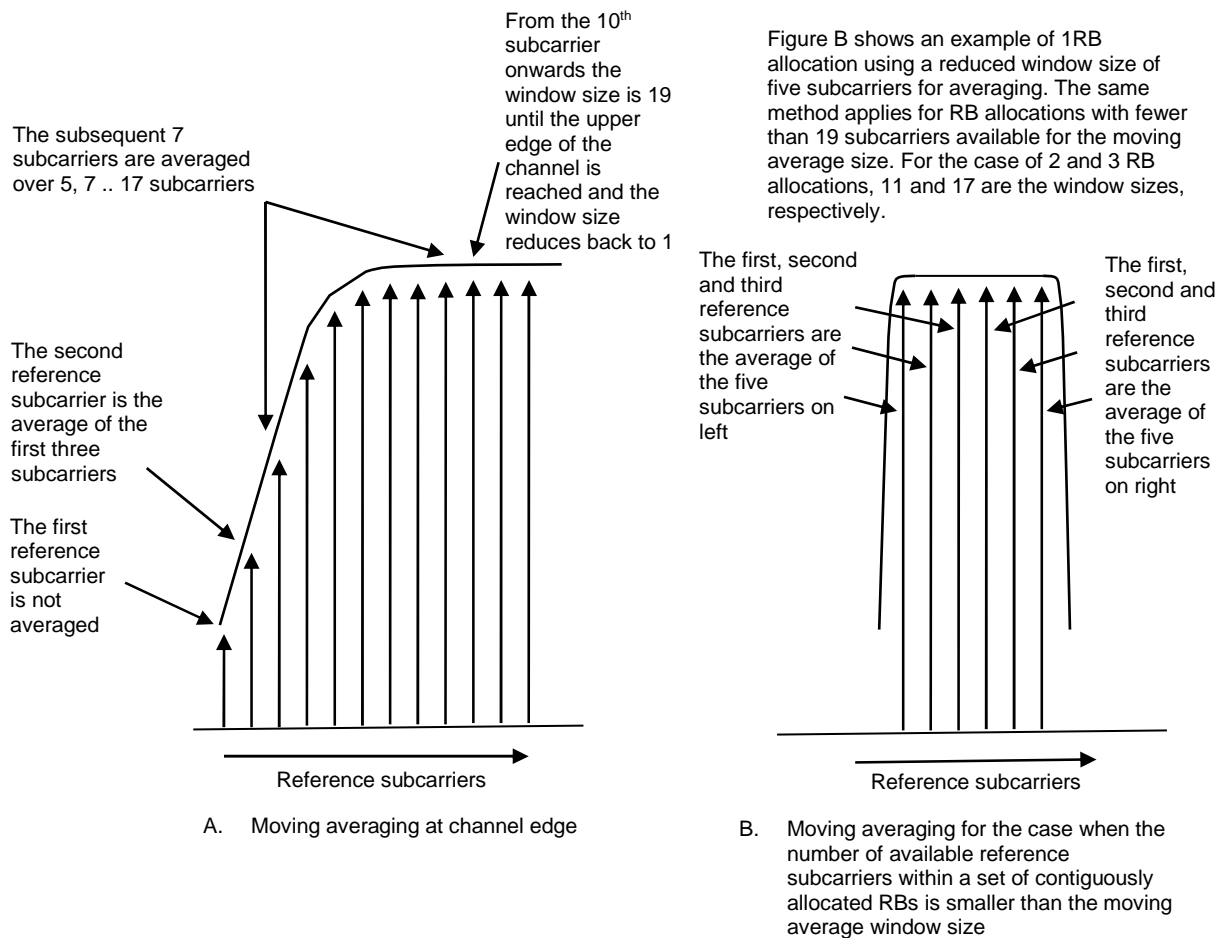 From the 10th
subcarrier
onwards the
window size is 19
until the upper
edge of the
channel is
reached and the
window size
reduces back to 1
Figure B shows an example of 1RB
allocation using a reduced window size of
five subcarriers for averaging. The same
method applies for RB allocations with fewer
than 19 subcarriers available for the moving
average size. For the case of 2 and 3 RB
allocations, 11 and 17 are the window sizes,
respectively.
The subsequent 7
subcarriers are averaged
over 5, 7 .. 17 subcarriers
The second
reference
subcarrier is the
average of the
first three
subcarriers
The first
reference
subcarrier
is not
averaged
The first, second
and third
reference
subcarriers are
the average of
the five
subcarriers on
left
The first,
second and
third
reference
subcarriers
are the
average of
the five
subcarriers
on right
Reference subcarriers
Reference subcarriers
A. Moving averaging at channel edge
B. Moving averaging for the case when the
number of available reference
subcarriers within a set of contiguously
allocated RBs is smaller than the moving
average window size